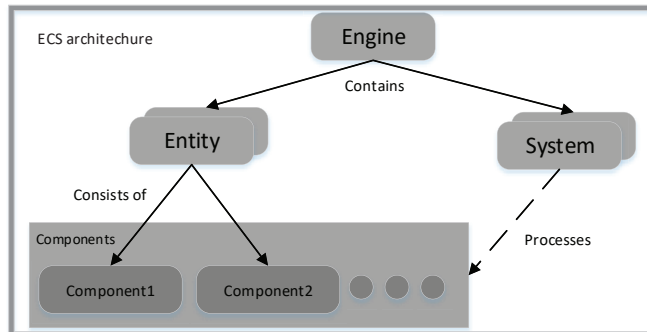 ECS architechure
Engine
Contains
Entity
System
Consists of
Processes
Components
Component1
Component2